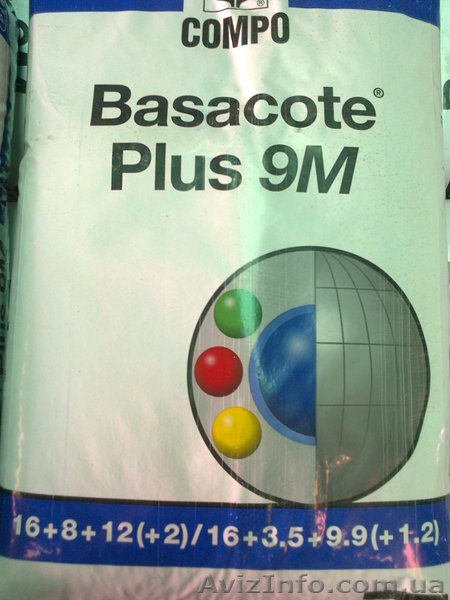 COMPO
Basacote®
Plus 9M
16+8+12(+2)/16+3.5+9.9(+1.2)
AvizInfo.com.ua